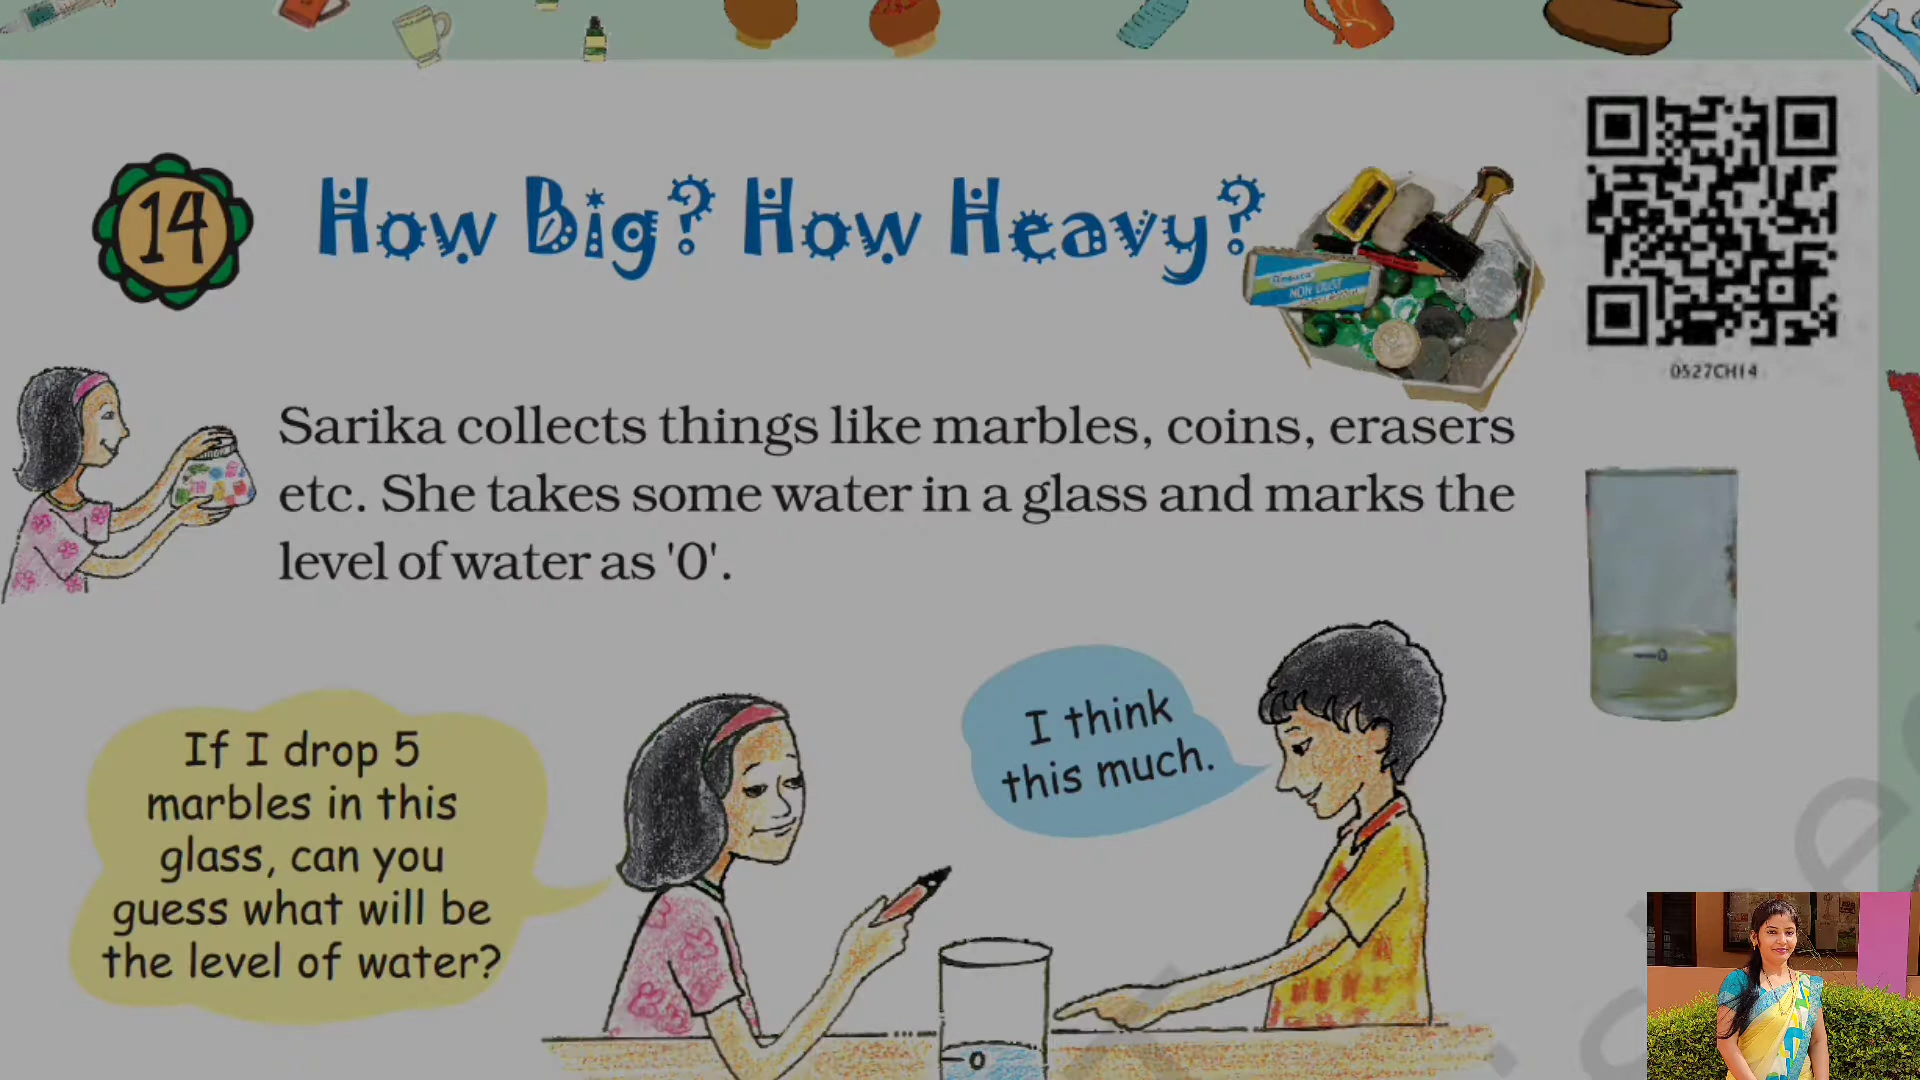 14
How Big? How Heavy?
NON DUST
0527CH14
Sarika collects things like marbles, coins, erasers
etc. She takes some water in a glass and marks the
level of water as '0'.
0
I think
this much.
If I drop 5
marbles in this
glass, can you
guess what will be
the level of water?
0